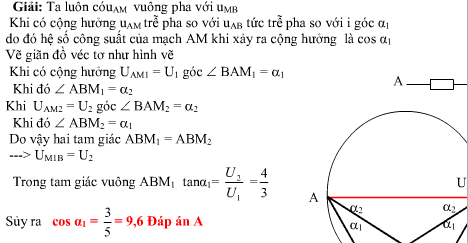 Giải: Ta luôn cóuAM vuông pha với uMB
Khi có cộng hưởng uAM trễ pha so với uAB tức trễ pha so với i góc α1
do đó hệ số công suất của mạch AM khi xảy ra cộng hưởng là cos α1
Vẽ giãn đồ véc tơ như hình vẽ
Khi có cộng hưởng UAM1 = U1 góc ∠ BAM1 = α1
Khi đó ∠ ABM1 = α2
A
Khi UAM2 = U2 góc ∠ BAM2 = α2
Khi đó ∠ ABM2 = α1
Do vậy hai tam giác ABM1 = ABM2
---> UM1B = U2
Trong tam giác vuông ABM1 tanα1= U2/U1 = 4/3
U
A
α2 α2
α1 α1
Sủy ra cos α1 = 3/5 = 9,6 Đáp án A